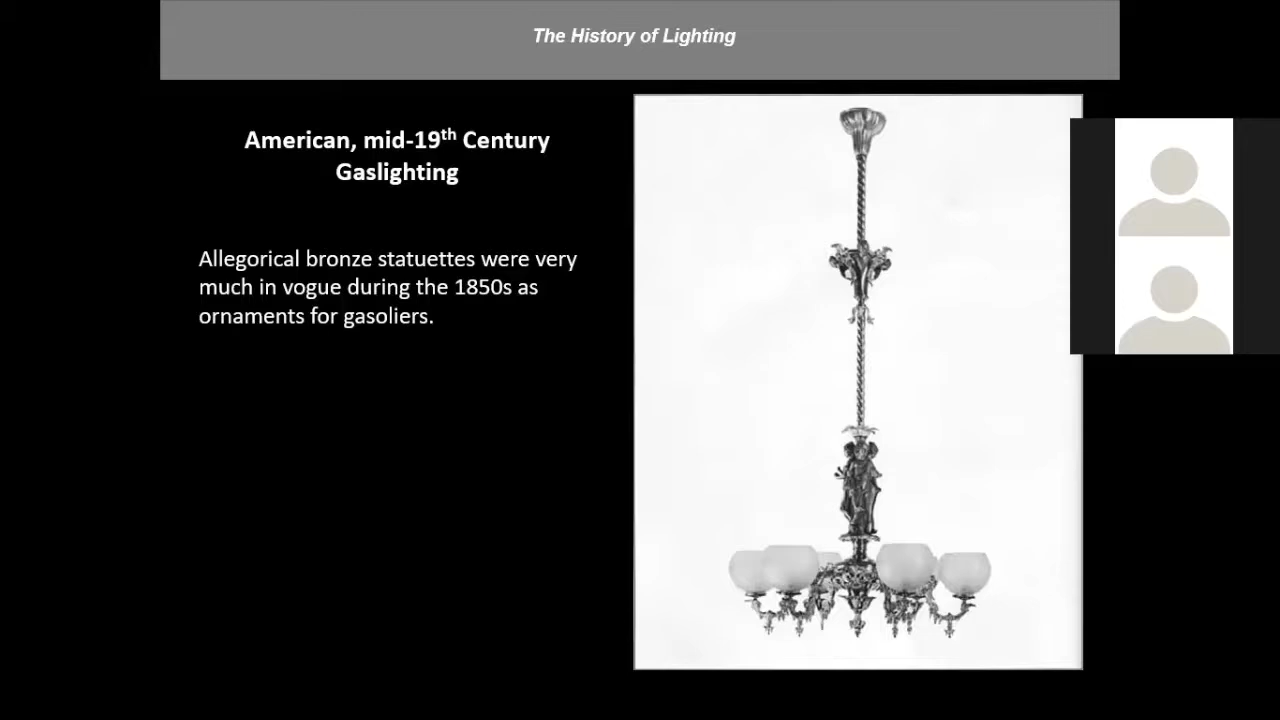 The History of Lighting
American, mid-19th Century
Gaslighting
Allegorical bronze statuettes were very
much in vogue during the 1850s as
ornaments for gasoliers.